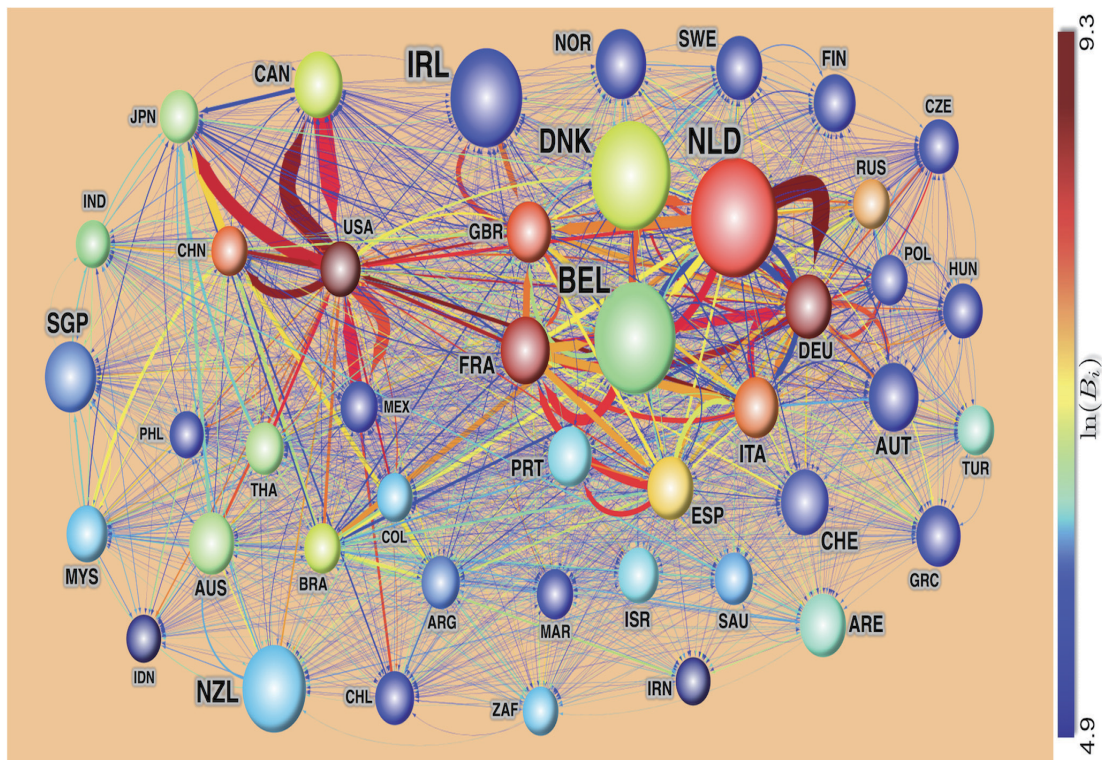 NOR
SWE
FIN
IRL
CAN
JPN
CZE
DNK
NLD
RUS
IND
USA
GBR
CHN
POL
HUN
BEL
SGP
DEU
FRA
MEX
PHL
ITA
AUT
PRT
TUR
THA
ESP
COL
CHE
MYS
AUS
BRA
GRC
ARG
MAR
ISR
SAU
ARE
IDN
NZL
CHL
ZAF
IRN
9.3
ln(B_i)
4.9